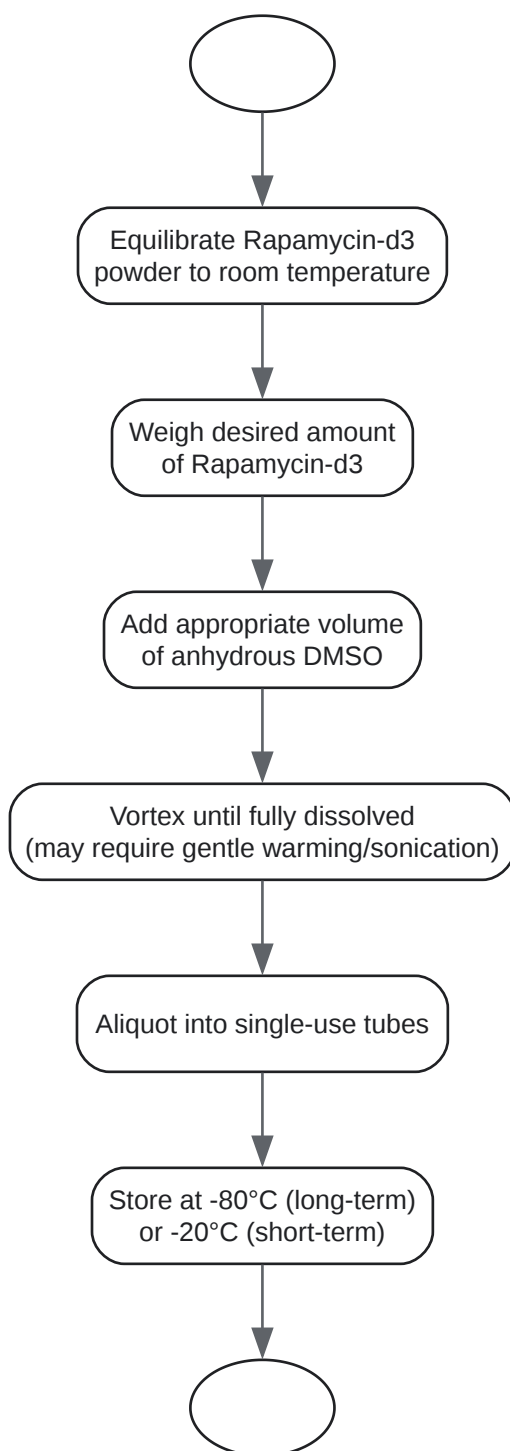 Equilibrate Rapamycin-d3
powder to room temperature
Weigh desired amount
of Rapamycin-d3
Add appropriate volume
of anhydrous DMSO
Vortex until fully dissolved
(may require gentle warming/sonication)
Aliquot into single-use tubes
Store at -80°C (long-term)
or -20°C (short-term)